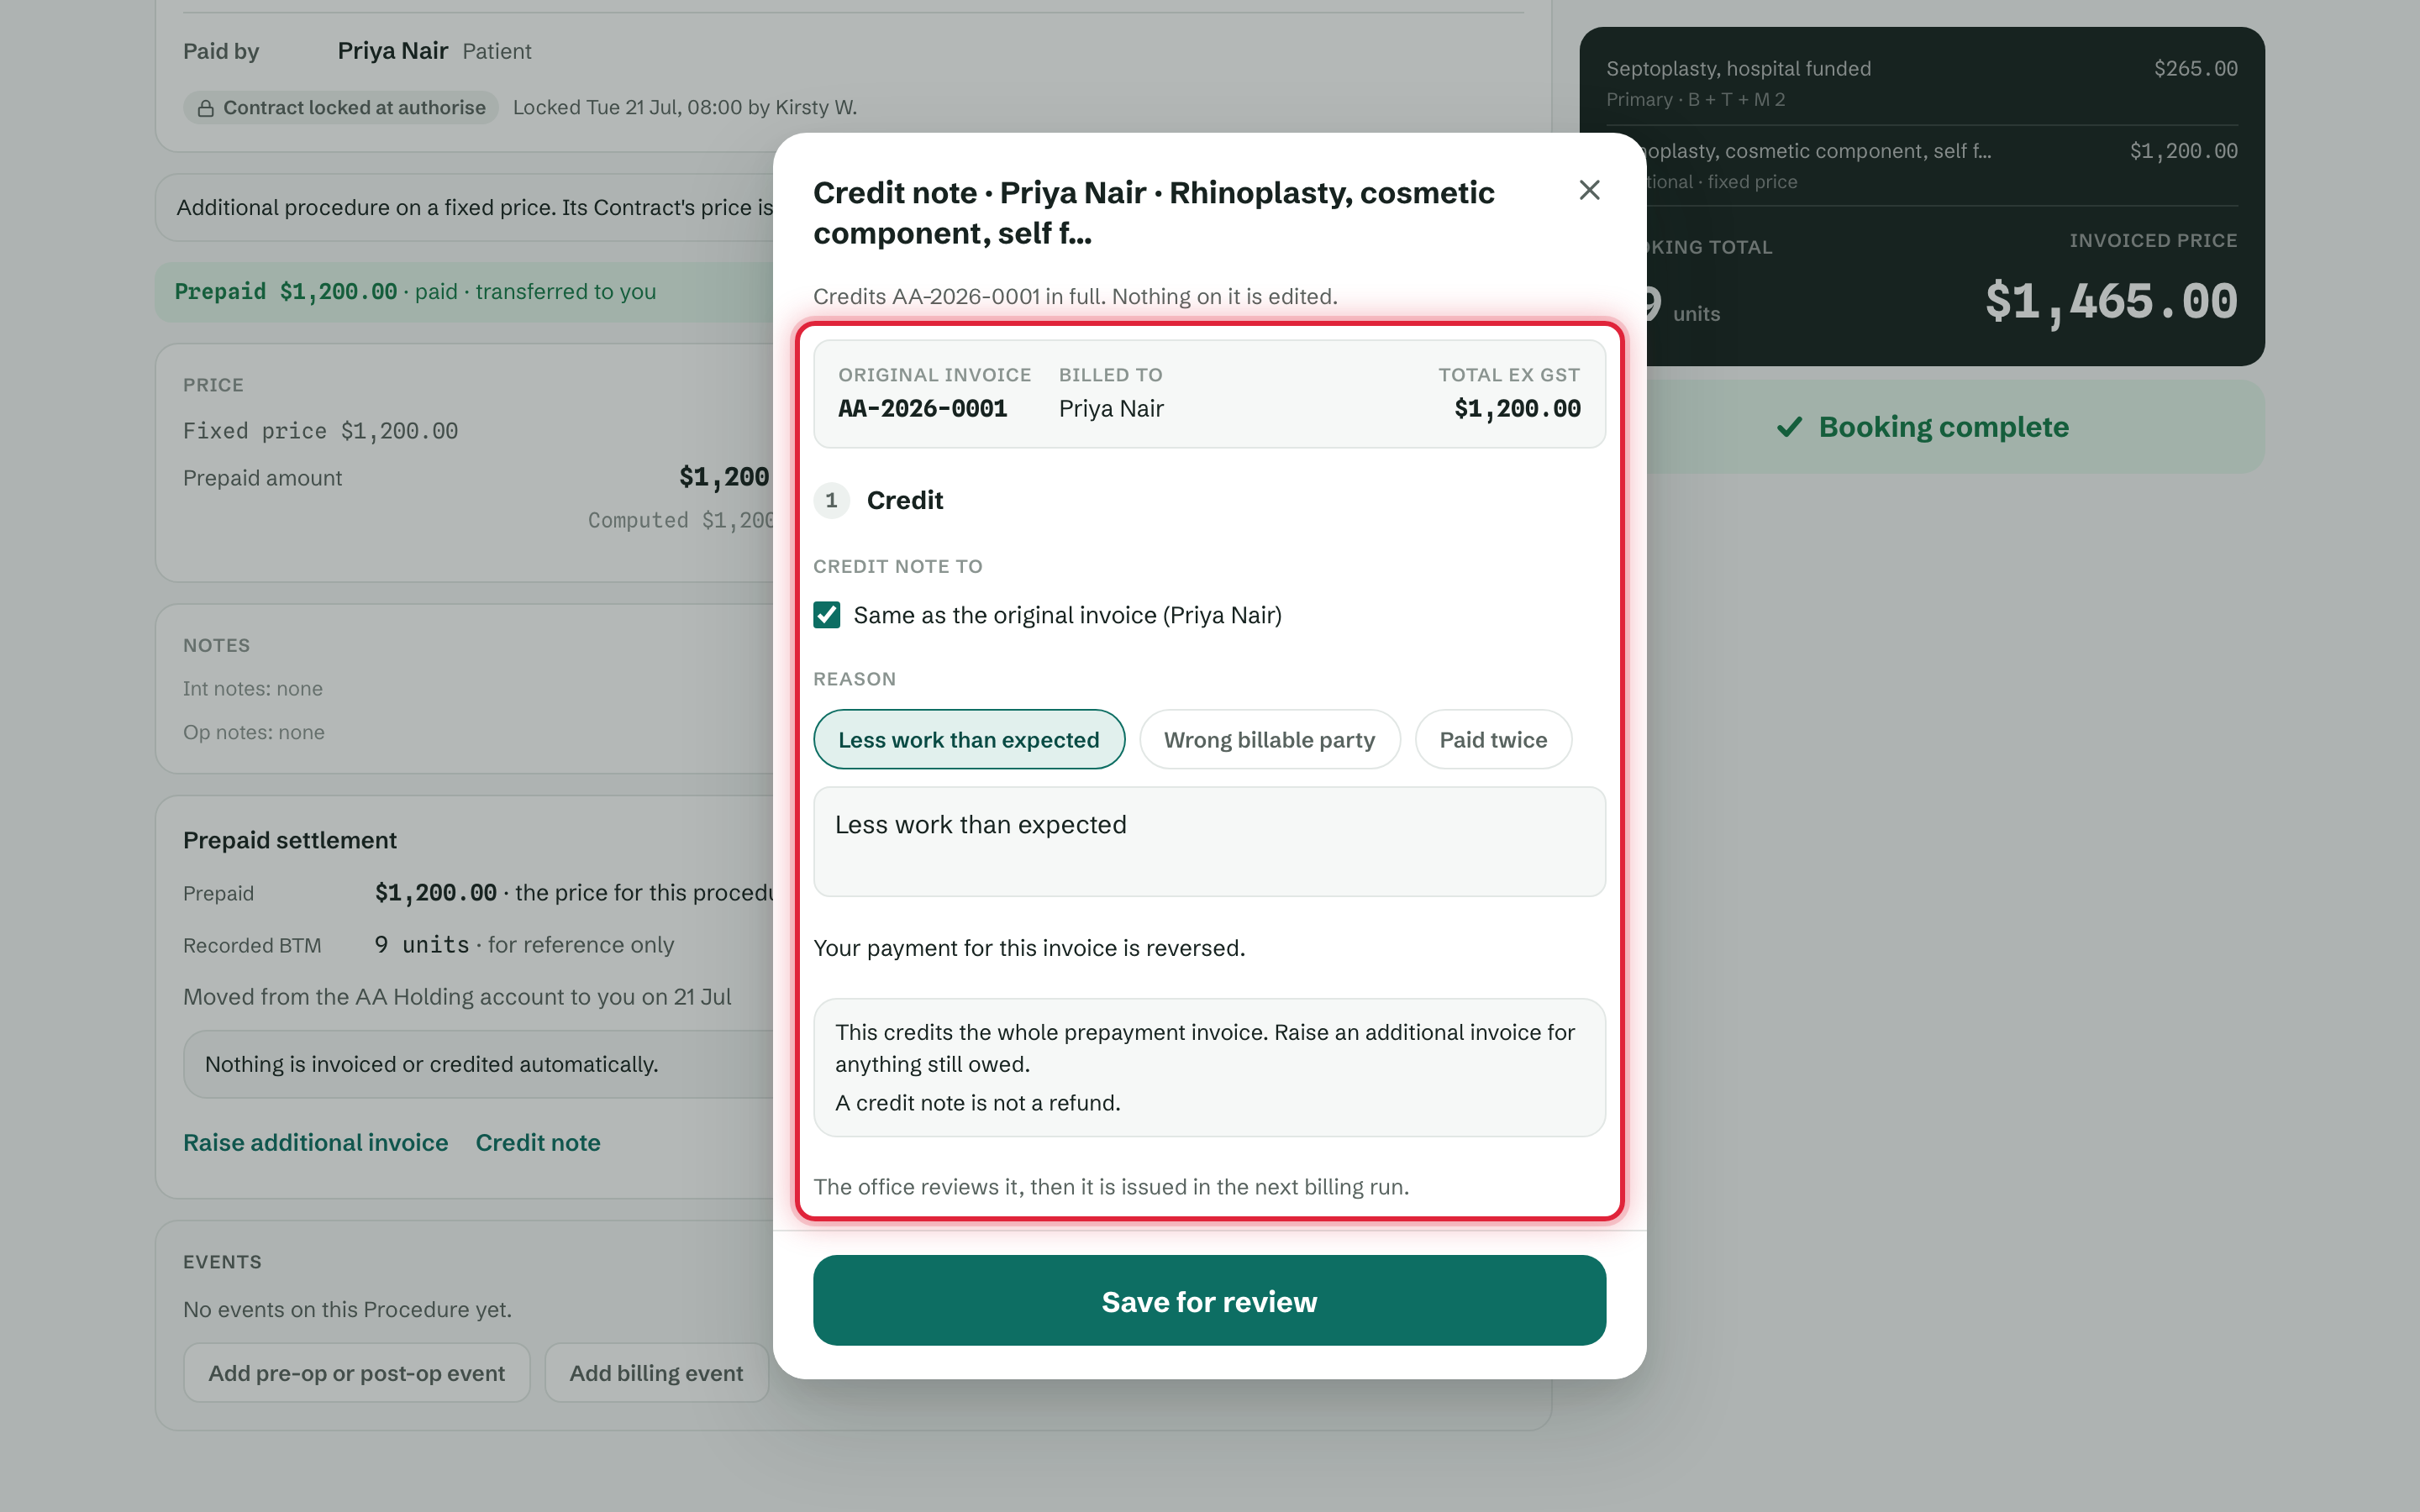 Paid by Priya Nair Patient
Contract locked at authorise Locked Tue 21 Jul, 08:00 by Kirsty W.
Additional procedure on a fixed price. Its Contract's price is
Prepaid $1,200.00 · paid · transferred to you
PRICE
Fixed price $1,200.00
Prepaid amount $1,200
Computed $1,200
NOTES
Int notes: none
Op notes: none
Prepaid settlement
Prepaid $1,200.00 · the price for this
Recorded BTM 9 units · for reference only
Moved from the AA Holding account to you on 21 Jul
Nothing is invoiced or credited automatically.
Raise additional invoice Credit note
EVENTS
No events on this Procedure yet.
Add pre-op or post-op event Add billing event
Credit note · Priya Nair · Rhinoplasty, cosmetic
component, self f...
Credits AA-2026-0001 in full. Nothing on it is edited.
ORIGINAL INVOICE BILLED TO TOTAL EX GST
AA-2026-0001 Priya Nair $1,200.00
1 Credit
CREDIT NOTE TO
Same as the original invoice (Priya Nair)
REASON
Less work than expected Wrong billable party Paid twice
Less work than expected
Your payment for this invoice is reversed.
This credits the whole prepayment invoice. Raise an additional invoice for
anything still owed.
A credit note is not a refund.
The office reviews it, then it is issued in the next billing run.
Save for review
Septoplasty, hospital funded $265.00
Primary · B + T + M 2
cosmetic component, self f... $1,200.00
· fixed price
TOTAL INVOICED PRICE
units $1,465.00
Booking complete